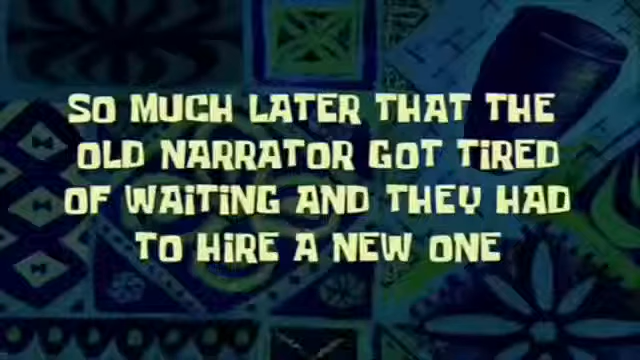 SO MUCH LATER THAT THE
OLD NARRATOR GOT TiRED
OF WAiTiNG AND THEY HAD
TO HiRE A NEW ONE